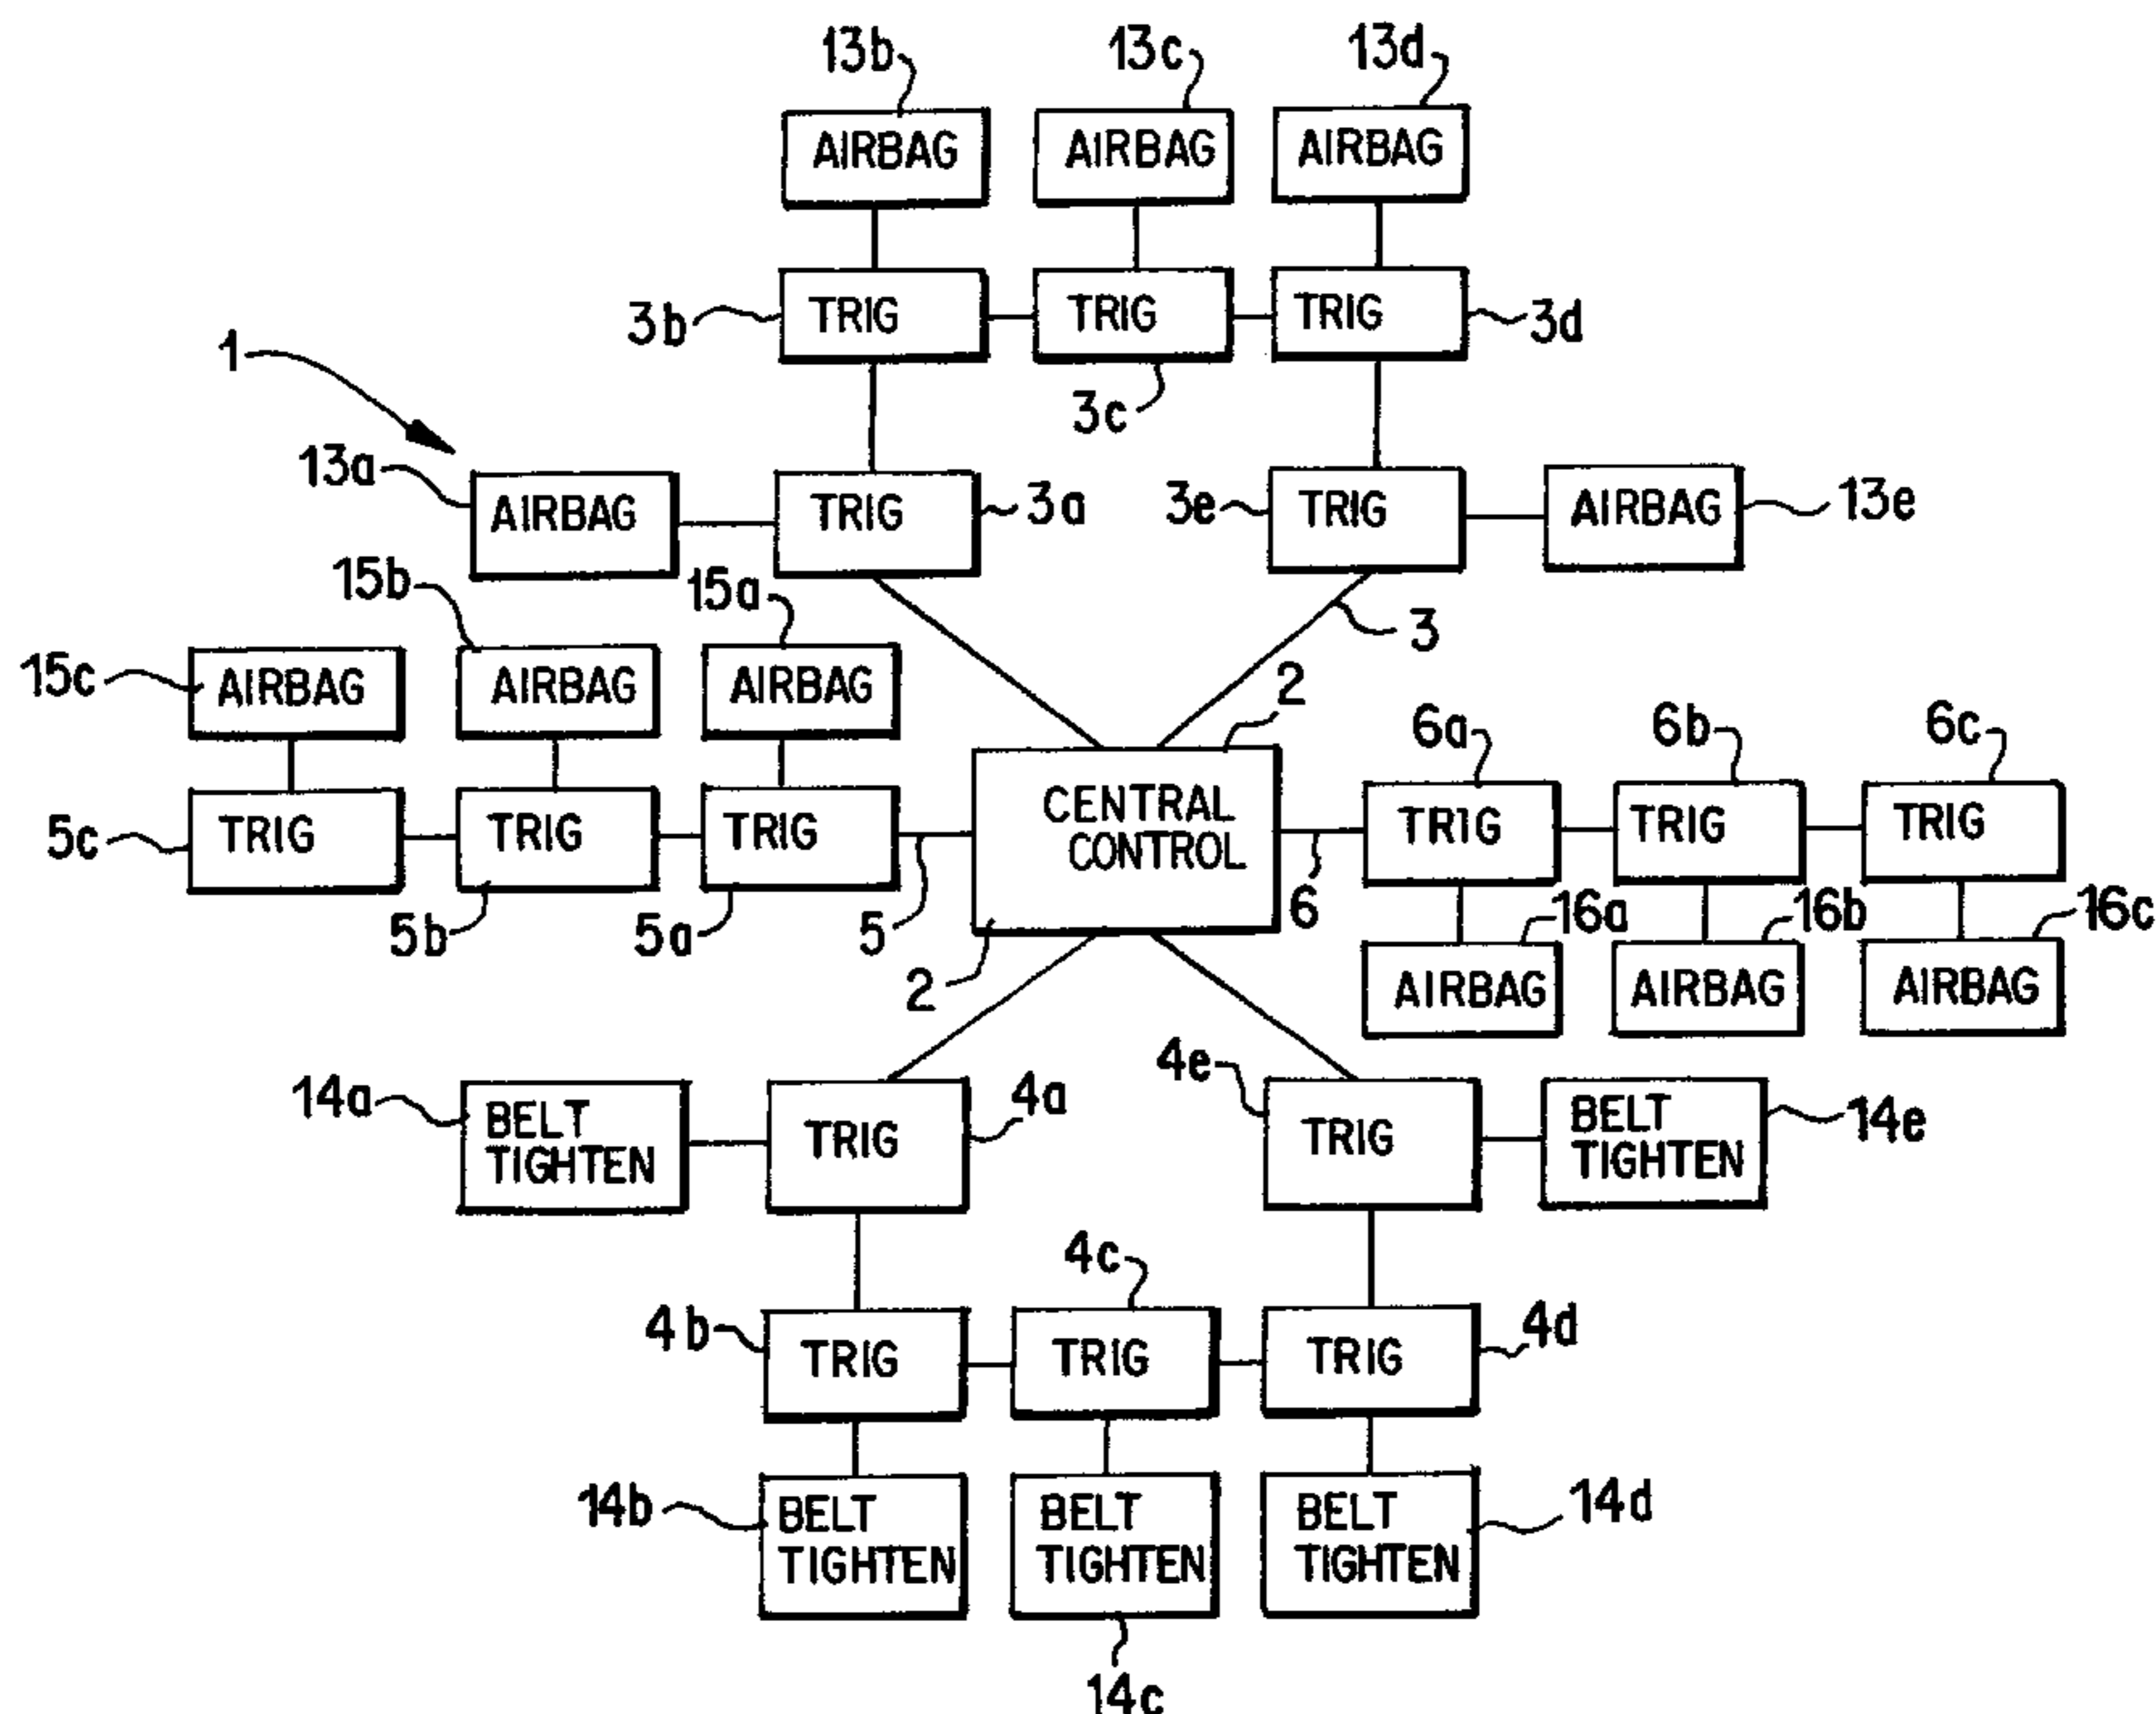 13b 13c 13d
AIRBAG AIRBAG AIRBAG
3b TRIG TRIG TRIG 3d
1
3c
13a AIRBAG TRIG 3a 3e TRIG AIRBAG 13e
15b 15a 3
15c AIRBAG AIRBAG AIRBAG 2
6a 6b 6c
5c TRIG TRIG TRIG CENTRAL TRIG TRIG TRIG
CONTROL
5b 5a 5 6 16a 16b 16c
2 AIRBAG AIRBAG AIRBAG
14a BELT TRIG 4a 4e TRIG BELT 14e
TIGHTEN TIGHTEN
4c
4b TRIG TRIG TRIG 4d
14b BELT BELT BELT 14d
TIGHTEN TIGHTEN TIGHTEN
14c